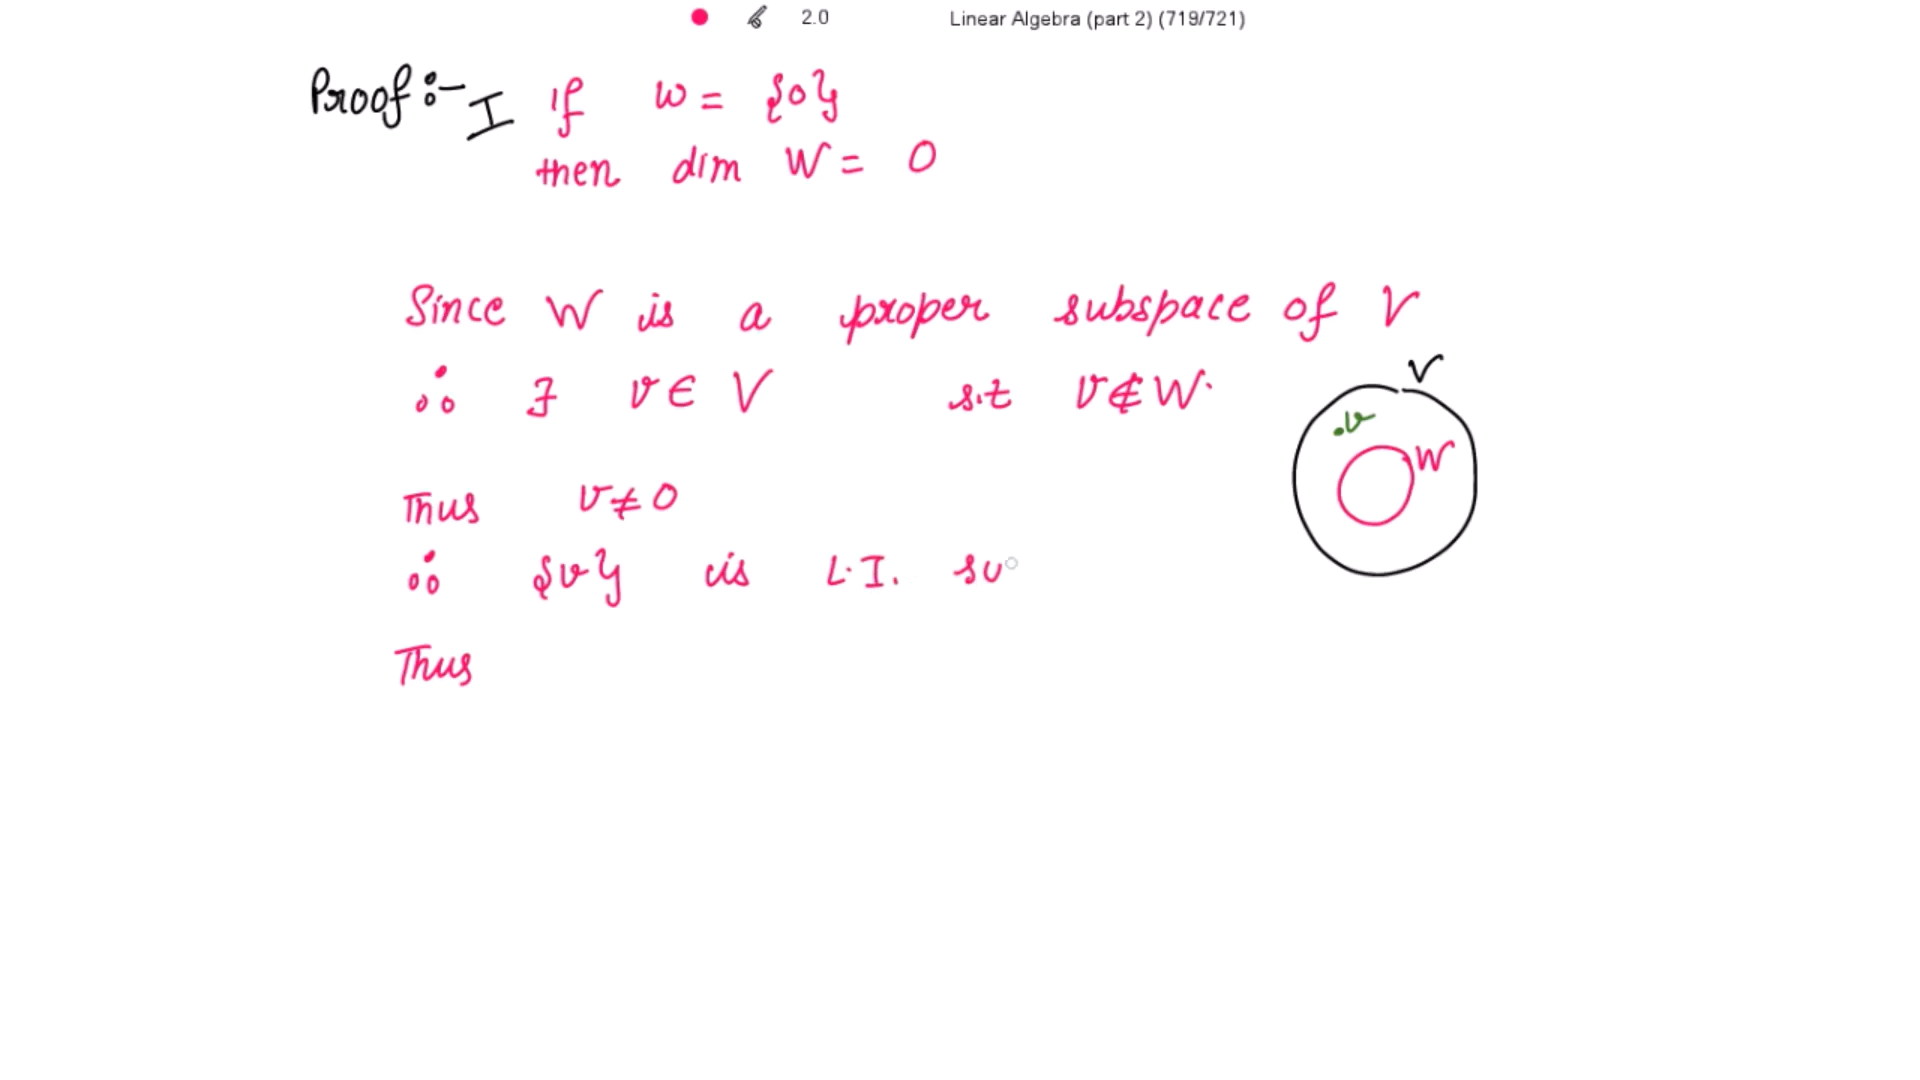 2.0 Linear Algebra (part 2) (719/721)
Proof :- I If W = {0}
then dim W = 0
Since W is a proper subspace of V
∴ ∃ v ∈ V s.t v ∉ W.
V
.v
W
Thus v ≠ 0
∴ {v} is L.I. su
Thus